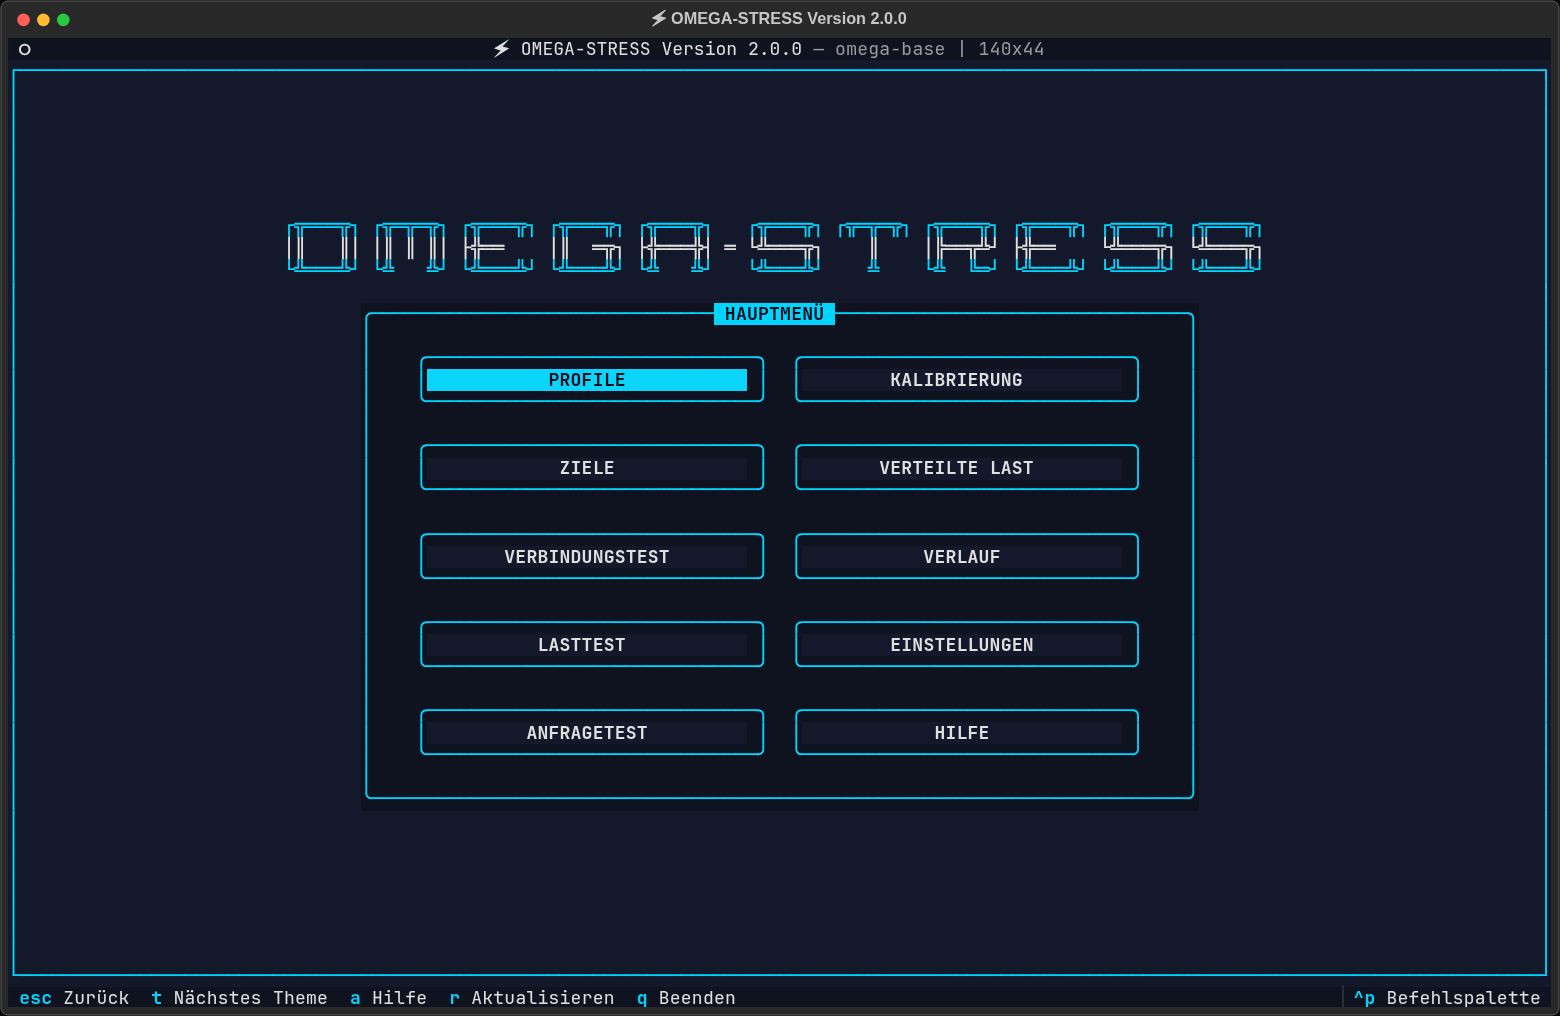 ⚡ OMEGA-STRESS Version 2.0.0
⚡ OMEGA-STRESS Version 2.0.0 — omega-base | 140x44
OMEGA-STRESS
HAUPTMENÜ
PROFILE KALIBRIERUNG
ZIELE VERTEILTE LAST
VERBINDUNGSTEST VERLAUF
LASTTEST EINSTELLUNGEN
ANFRAGETEST HILFE
esc Zurück t Nächstes Theme a Hilfe r Aktualisieren q Beenden ^p Befehlspalette